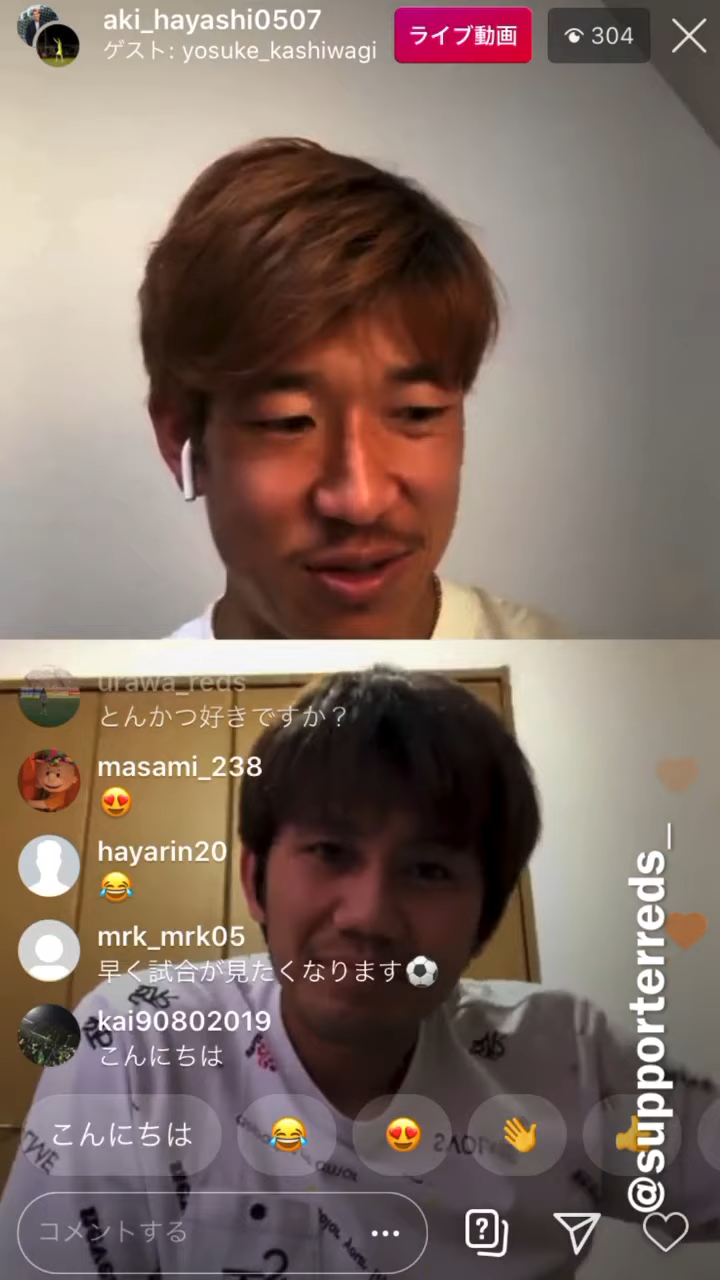 aki_hayashi0507
ゲスト: yosuke_kashiwagi
ライブ動画
304
urawa_reds
とんかつ好きですか？
masami_238
😍
hayarin20
😂
mrk_mrk05
早く試合が見たくなります⚽
kai90802019
こんにちは
こんにちは 😂 😍 👋 👍
コメントする
@supporterreds_